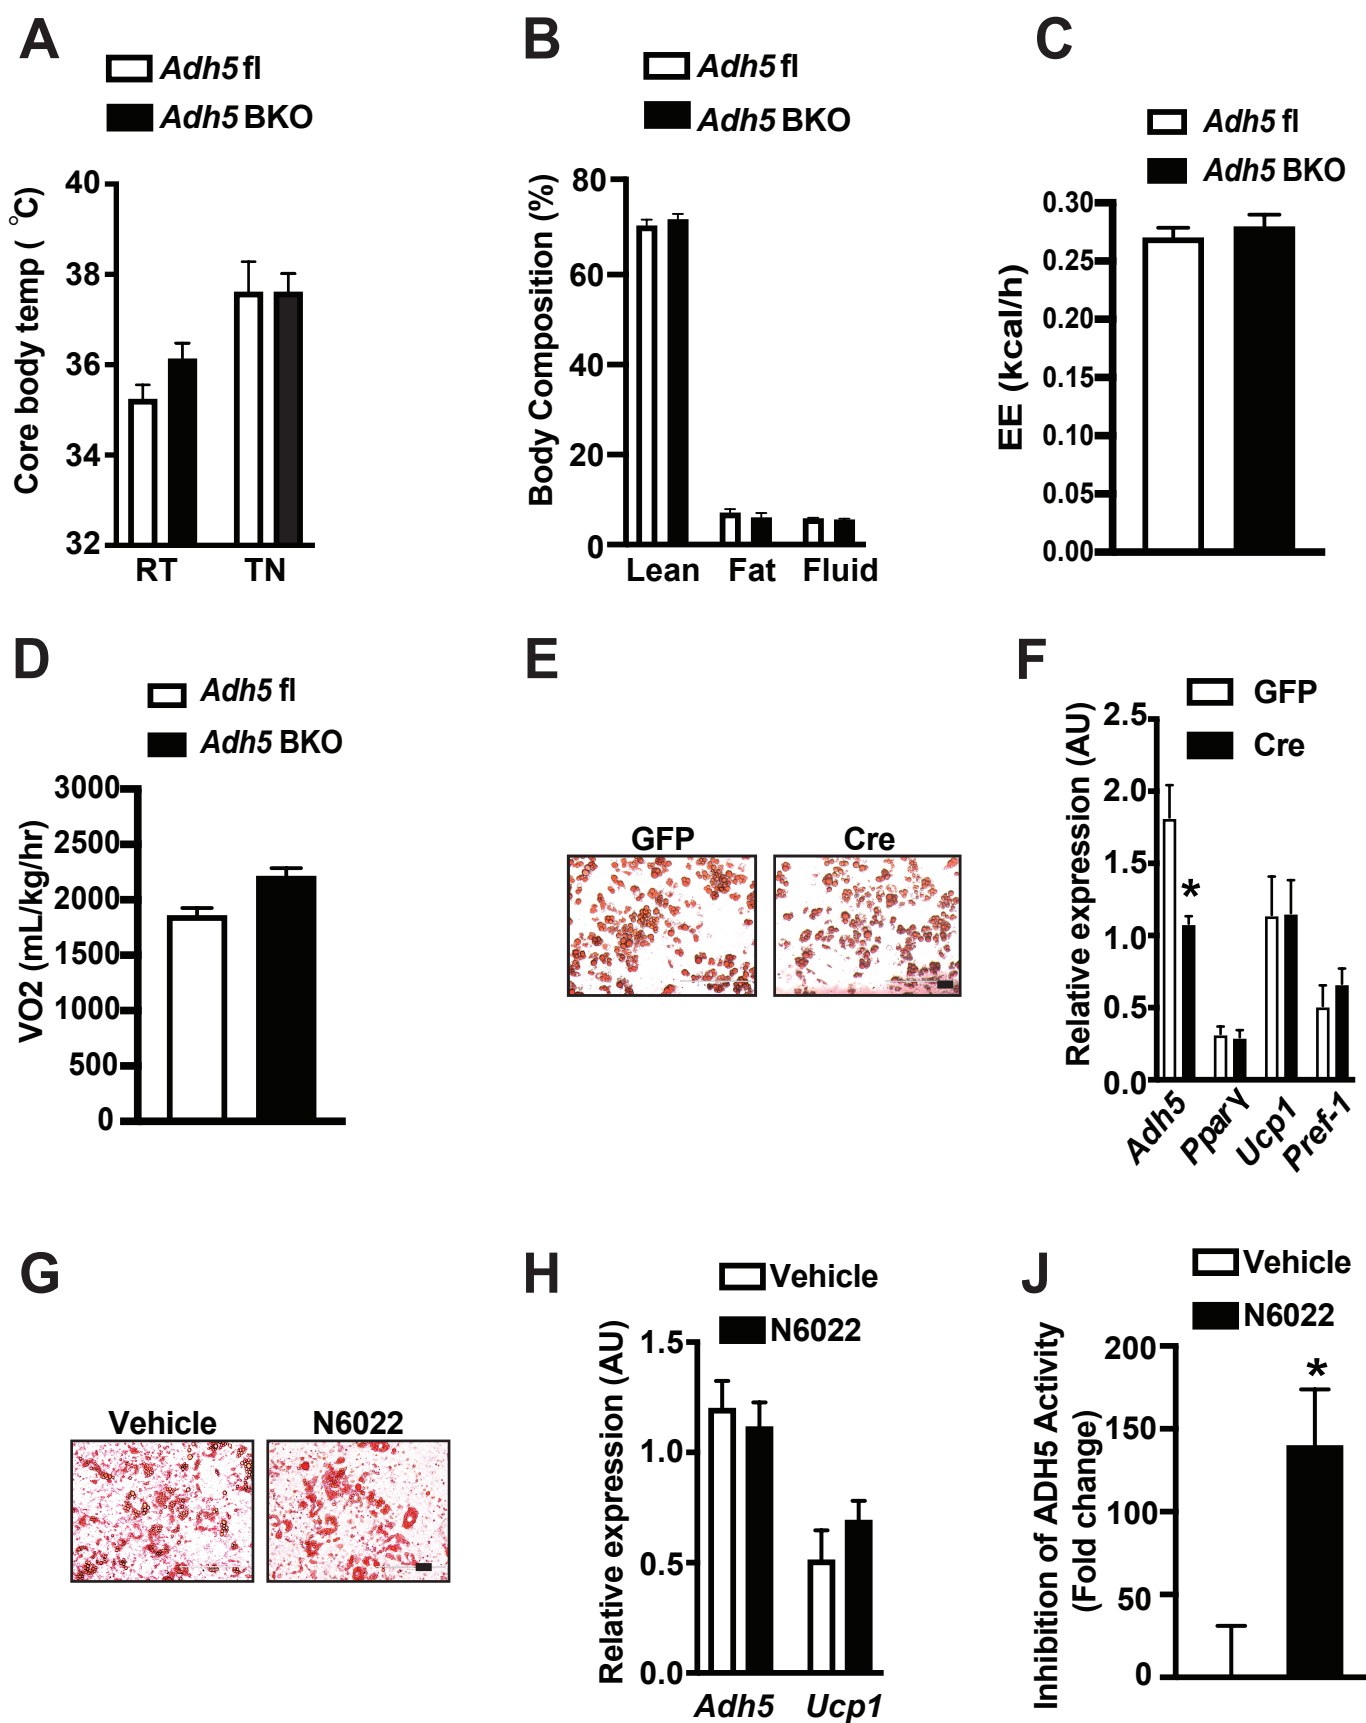 A
Adh5 fl
Adh5 BKO
Core body temp ( °C)
40
38
36
34
32
RT
TN
B
Adh5 fl
Adh5 BKO
Body Composition (%)
80
60
40
20
0
Lean
Fat
Fluid
C
Adh5 fl
Adh5 BKO
EE (kcal/h)
0.30
0.25
0.20
0.15
0.10
0.05
0.00
D
Adh5 fl
Adh5 BKO
VO2 (mL/kg/hr)
3000
2500
2000
1500
1000
500
0
E
GFP
Cre
F
GFP
Cre
Relative expression (AU)
2.5
2.0
1.5
1.0
0.5
0.0
*
Adh5
Pparγ
Ucp1
Pref-1
G
Vehicle
N6022
H
Vehicle
N6022
Relative expression (AU)
1.5
1.0
0.5
0.0
Adh5
Ucp1
J
Vehicle
N6022
Inhibition of ADH5 Activity
(Fold change)
200
150
100
50
0
*